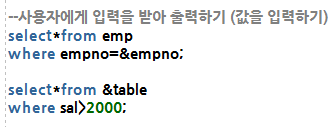 --사용자에게 입력을 받아 출력하기 (값을 입력하기)
select*from emp
where empno=&empno;
select*from &table
where sal>2000;